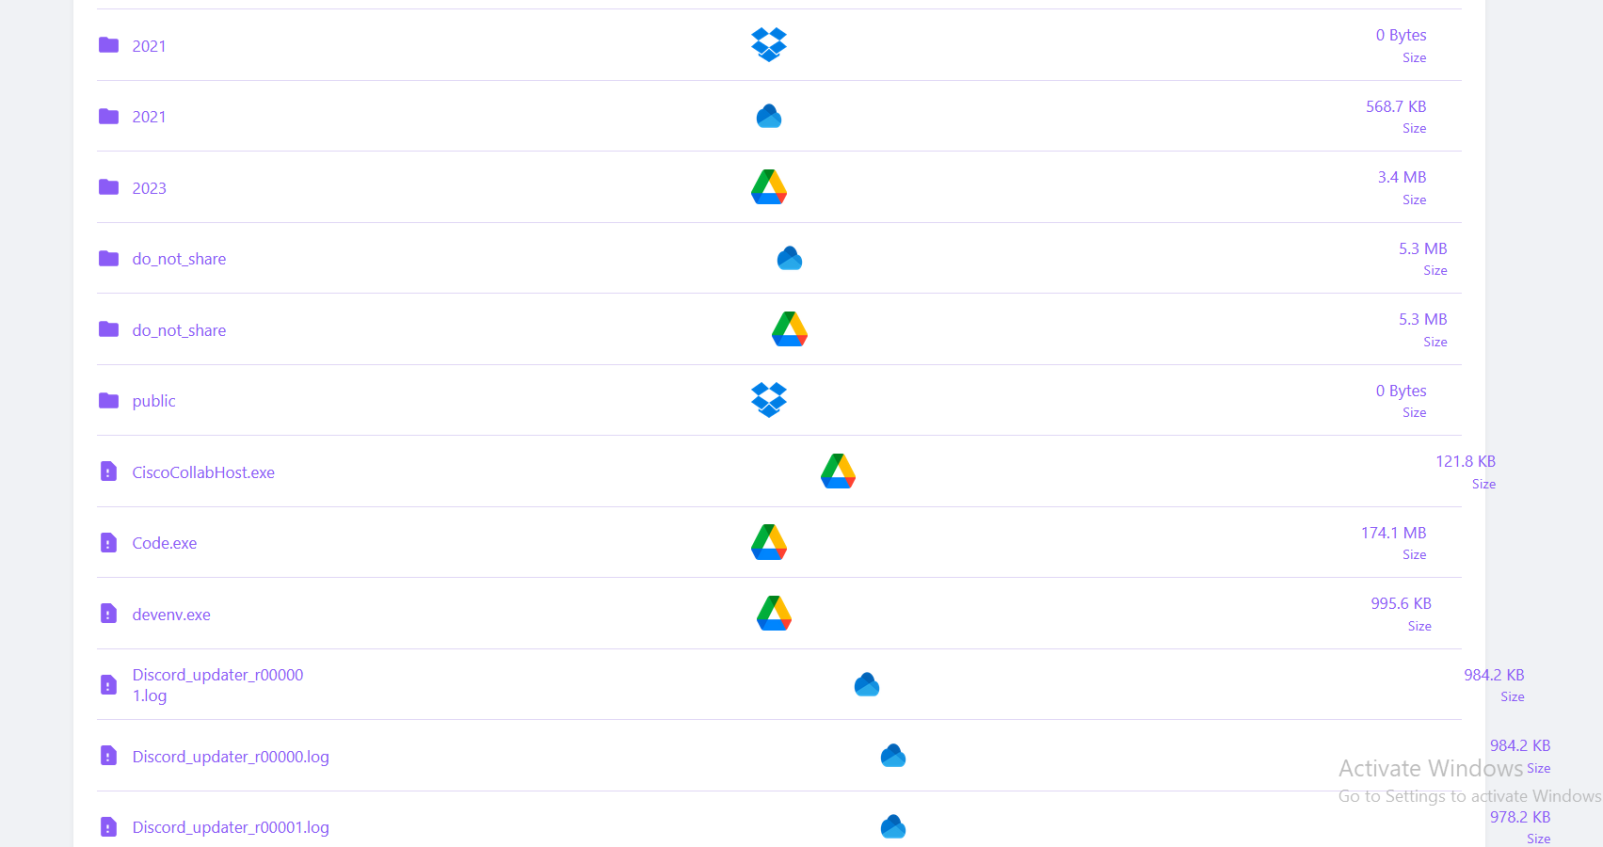 2021
0 Bytes
Size
2021
568.7 KB
Size
2023
3.4 MB
Size
do_not_share
5.3 MB
Size
do_not_share
5.3 MB
Size
public
0 Bytes
Size
CiscoCollabHost.exe
121.8 KB
Size
Code.exe
174.1 MB
Size
devenv.exe
995.6 KB
Size
Discord_updater_r00000
1.log
984.2 KB
Size
Discord_updater_r00000.log
984.2 KB
Size
Activate Windows
Go to Settings to activate Windows
Discord_updater_r00001.log
978.2 KB
Size